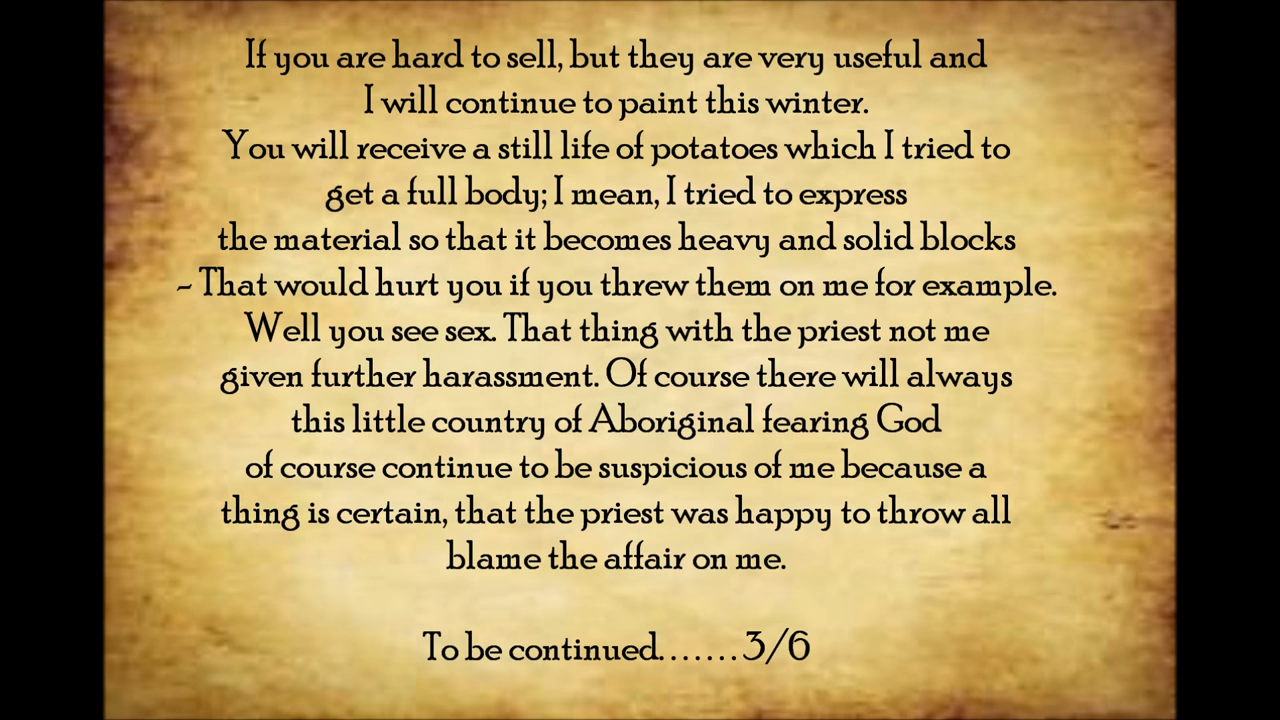 If you are hard to sell, but they are very useful and
I will continue to paint this winter.
You will receive a still life of potatoes which I tried to
get a full body; I mean, I tried to express
the material so that it becomes heavy and solid blocks
- That would hurt you if you threw them on me for example.
Well you see sex. That thing with the priest not me
given further harassment. Of course there will always
this little country of Aboriginal fearing God
of course continue to be suspicious of me because a
thing is certain, that the priest was happy to throw all
blame the affair on me.
To be continued.......3/6